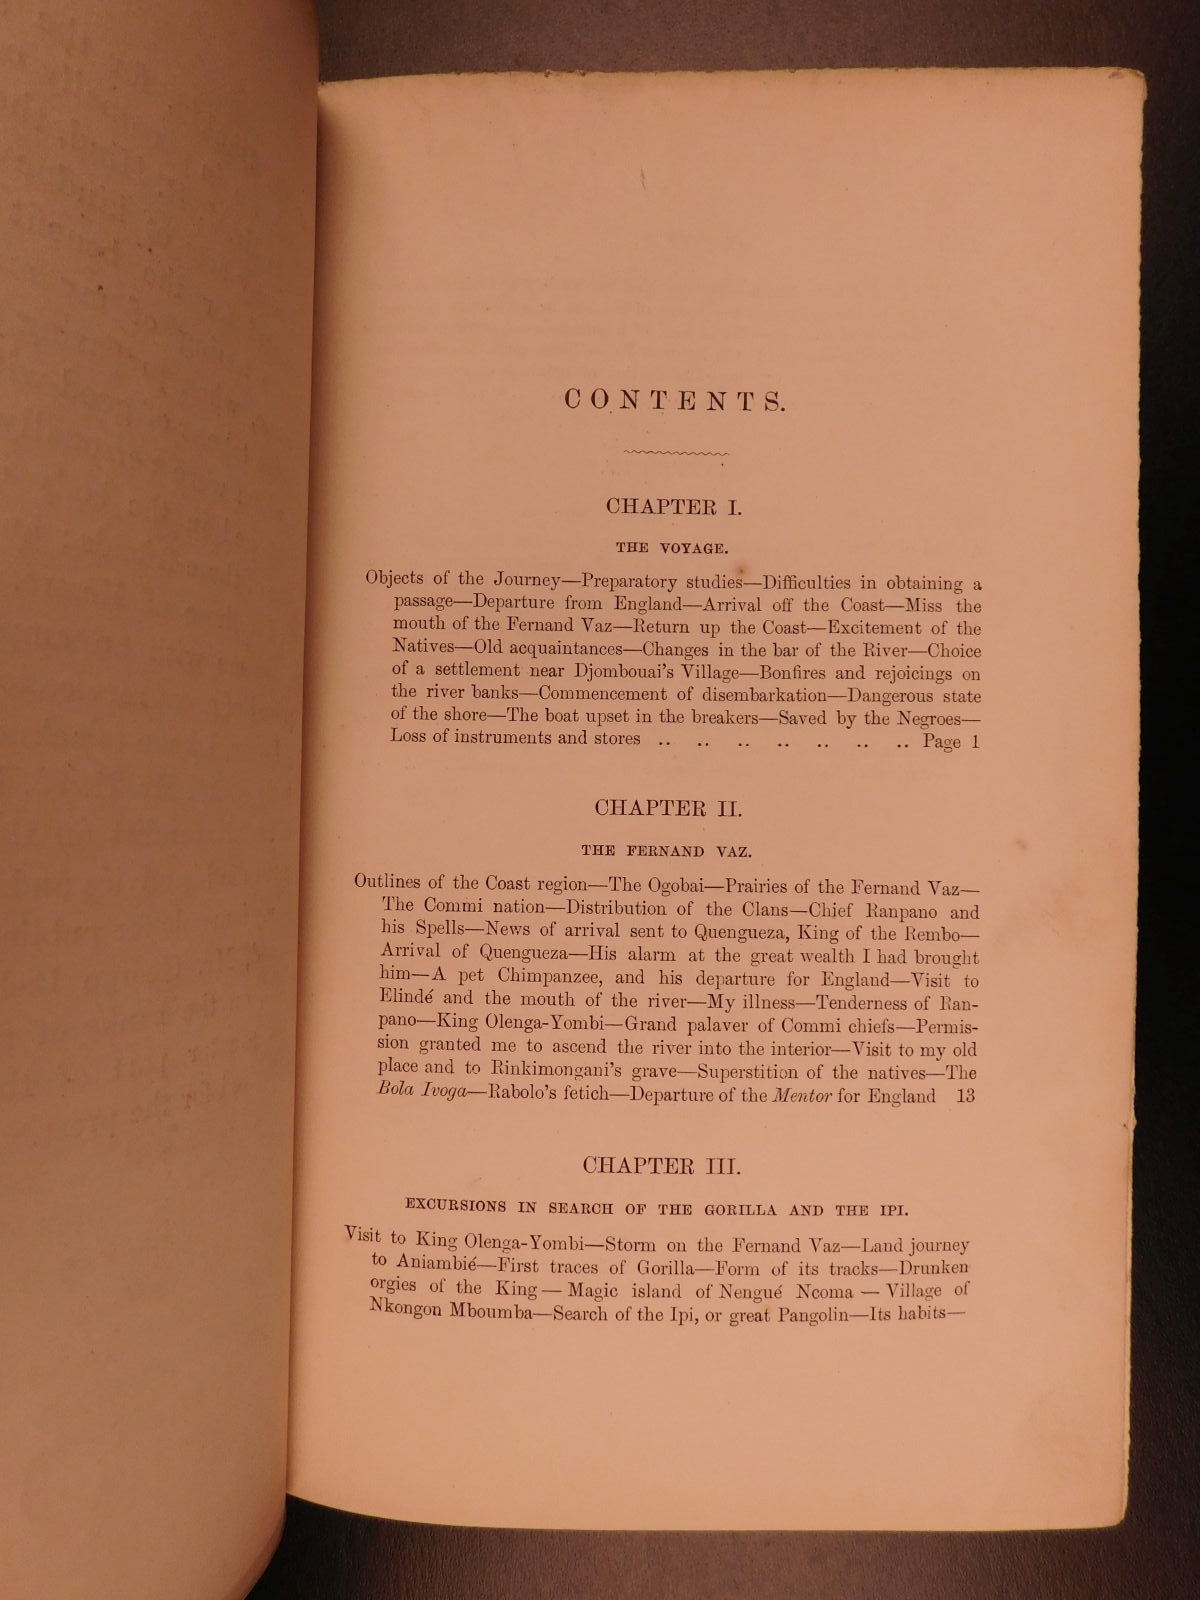 CONTENTS.
CHAPTER I.
THE VOYAGE.
Objects of the Journey—Preparatory studies—Difficulties in obtaining a
passage—Departure from England—Arrival off the Coast—Miss the
mouth of the Fernand Vaz—Return up the Coast—Excitement of the
Natives—Old acquaintances—Changes in the bar of the River—Choice
of a settlement near Djombouai's Village—Bonfires and rejoicings on
the river banks—Commencement of disembarkation—Dangerous state
of the shore—The boat upset in the breakers—Saved by the Negroes—
Loss of instruments and stores .. .. .. .. .. .. .. Page 1
CHAPTER II.
THE FERNAND VAZ.
Outlines of the Coast region—The Ogobai—Prairies of the Fernand Vaz—
The Commi nation—Distribution of the Clans—Chief Ranpano and
his Spells—News of arrival sent to Quengueza, King of the Rembo—
Arrival of Quengueza—His alarm at the great wealth I had brought
him—A pet Chimpanzee, and his departure for England—Visit to
Elindé and the mouth of the river—My illness—Tenderness of Ran-
pano—King Olenga-Yombi—Grand palaver of Commi chiefs—Permis-
sion granted me to ascend the river into the interior—Visit to my old
place and to Rinkimongani's grave—Superstition of the natives—The
Bola Ivoga—Rabolo's fetich—Departure of the Mentor for England 13
CHAPTER III.
EXCURSIONS IN SEARCH OF THE GORILLA AND THE IPI.
Visit to King Olenga-Yombi—Storm on the Fernand Vaz—Land journey
to Aniambié—First traces of Gorilla—Form of its tracks—Drunken
orgies of the King — Magic island of Nengué Ncoma — Village of
Nkongon Mboumba—Search of the Ipi, or great Pangolin—Its habits—